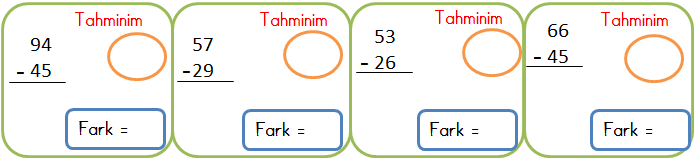 Tahminim
94
- 45
Fark =
Tahminim
57
-29
Fark =
Tahminim
53
- 26
Fark =
Tahminim
66
- 45
Fark =